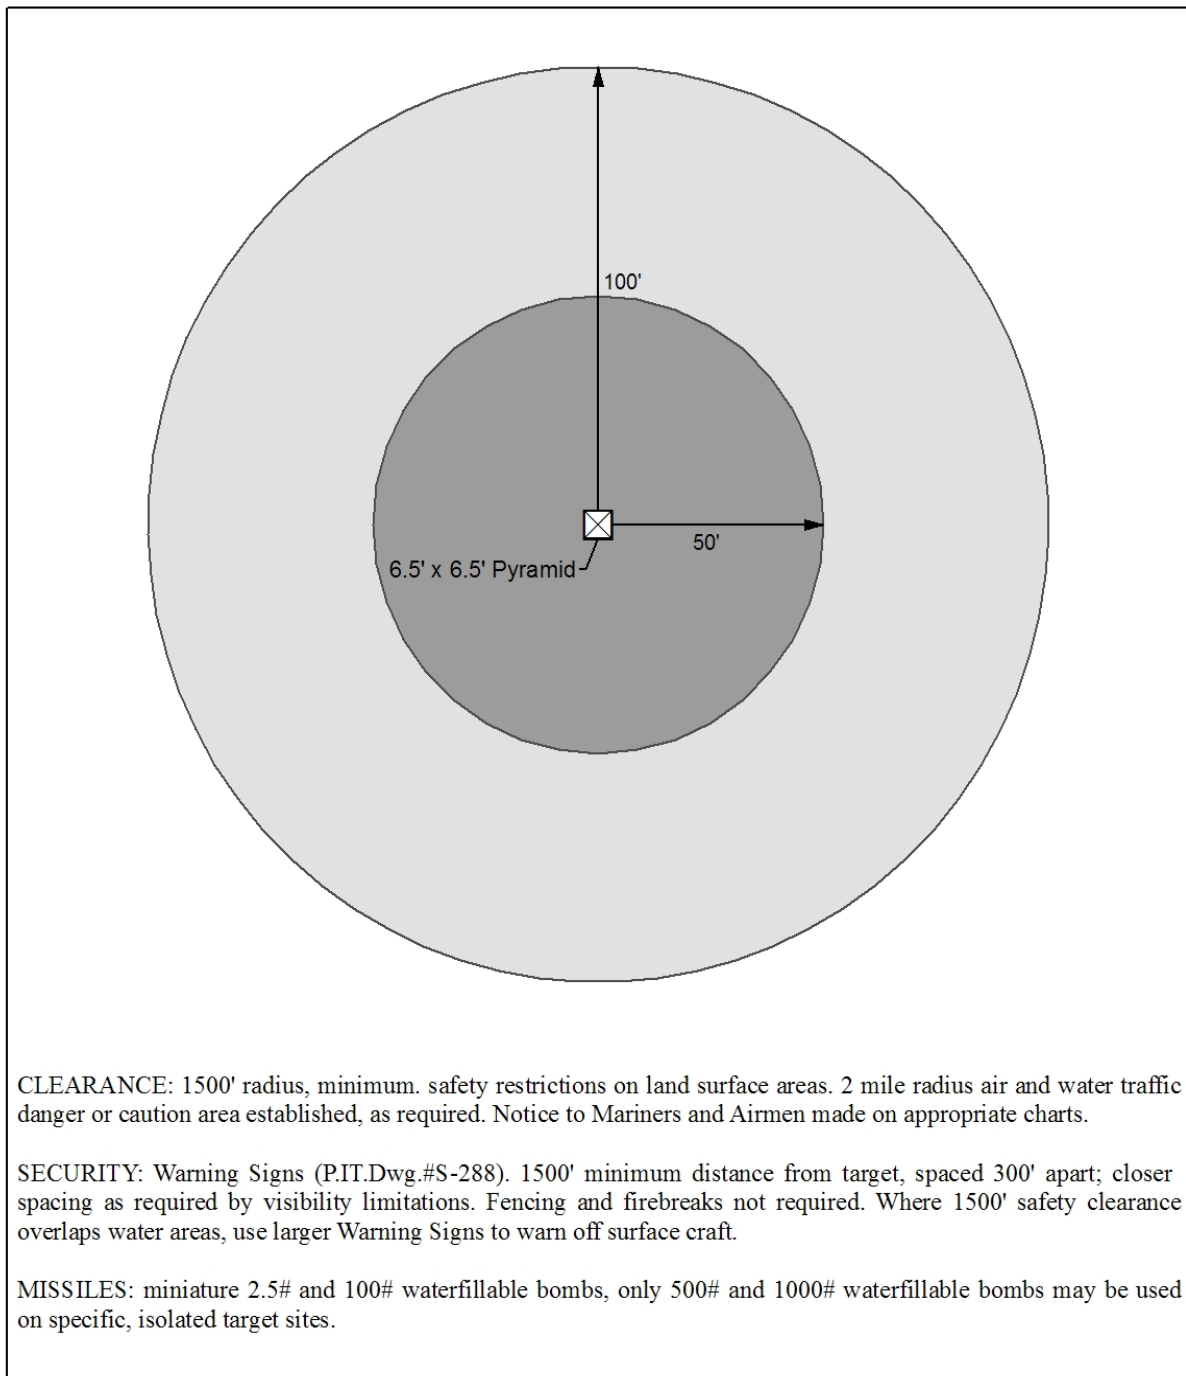 100'
50'
6.5' x 6.5' Pyramid
CLEARANCE: 1500' radius, minimum. safety restrictions on land surface areas. 2 mile radius air and water traffic
danger or caution area established, as required. Notice to Mariners and Airmen made on appropriate charts.
SECURITY: Warning Signs (P.IT.Dwg.#S-288). 1500' minimum distance from target, spaced 300' apart; closer
spacing as required by visibility limitations. Fencing and firebreaks not required. Where 1500' safety clearance
overlaps water areas, use larger Warning Signs to warn off surface craft.
MISSILES: miniature 2.5# and 100# waterfillable bombs, only 500# and 1000# waterfillable bombs may be used
on specific, isolated target sites.